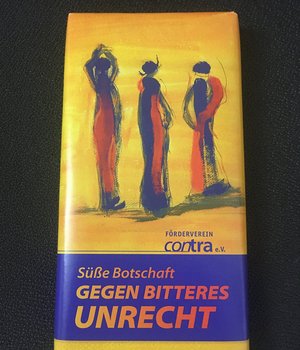 FÖRDERVEREIN
contra e.V.
Süße Botschaft
GEGEN BITTERES
UNRECHT